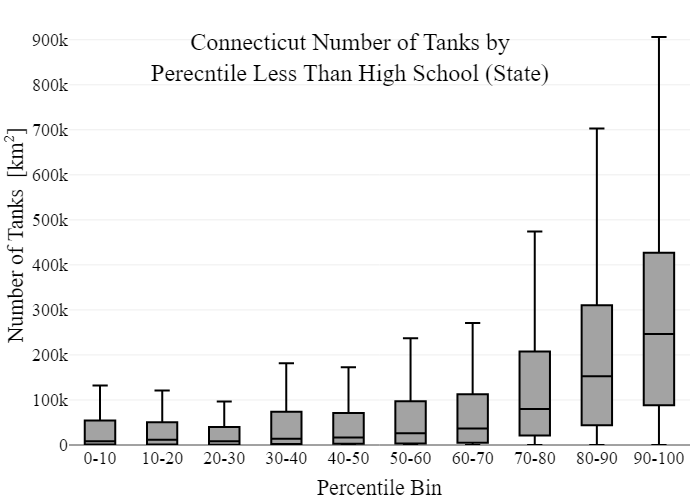 Connecticut Number of Tanks by
Perecntile Less Than High School (State)
Number of Tanks [km²]
900k
800k
700k
600k
500k
400k
300k
200k
100k
0
0-10 10-20 20-30 30-40 40-50 50-60 60-70 70-80 80-90 90-100
Percentile Bin